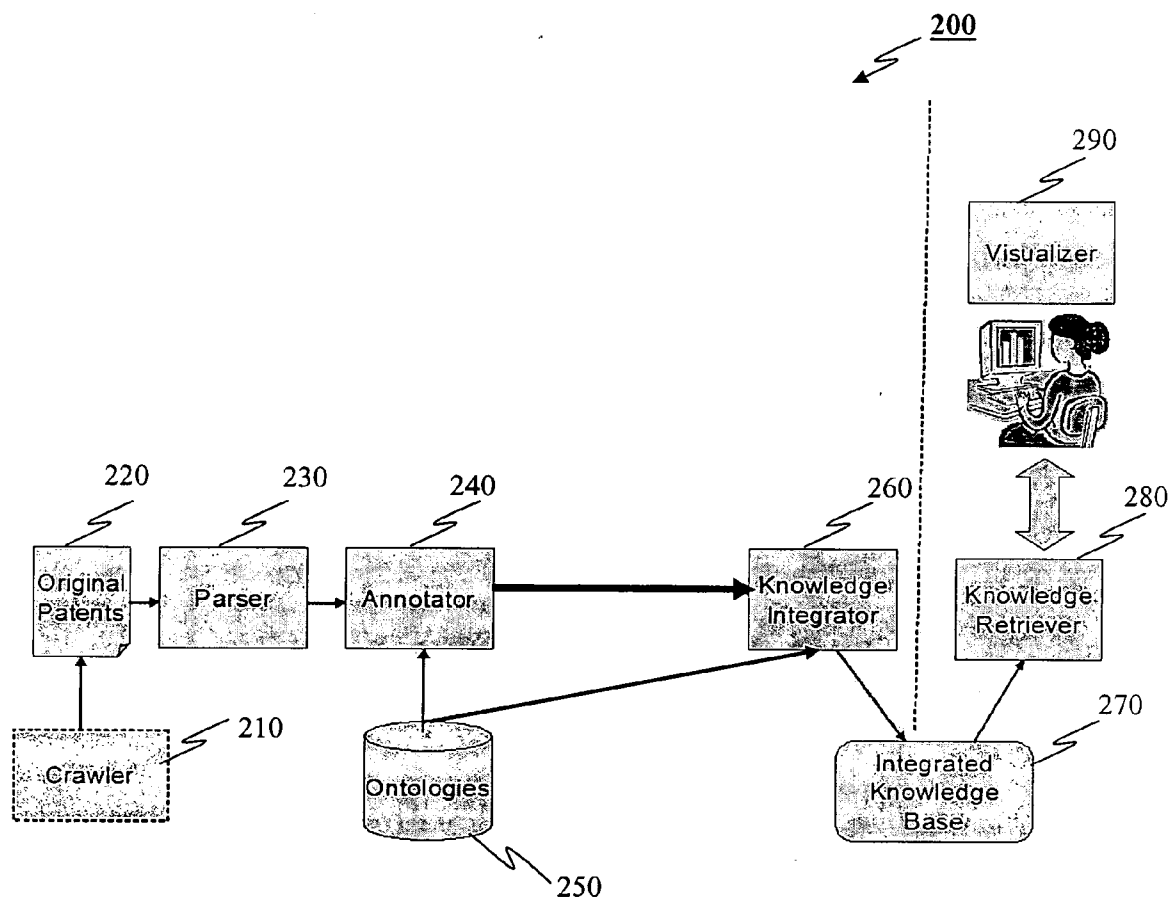 200
290
Visualizer
220
230
240
260
280
Original
Patents
Parser
Annotator
Knowledge
Integrator
Knowledge
Retriever
210
Crawler
Ontologies
250
270
Integrated
Knowledge
Base